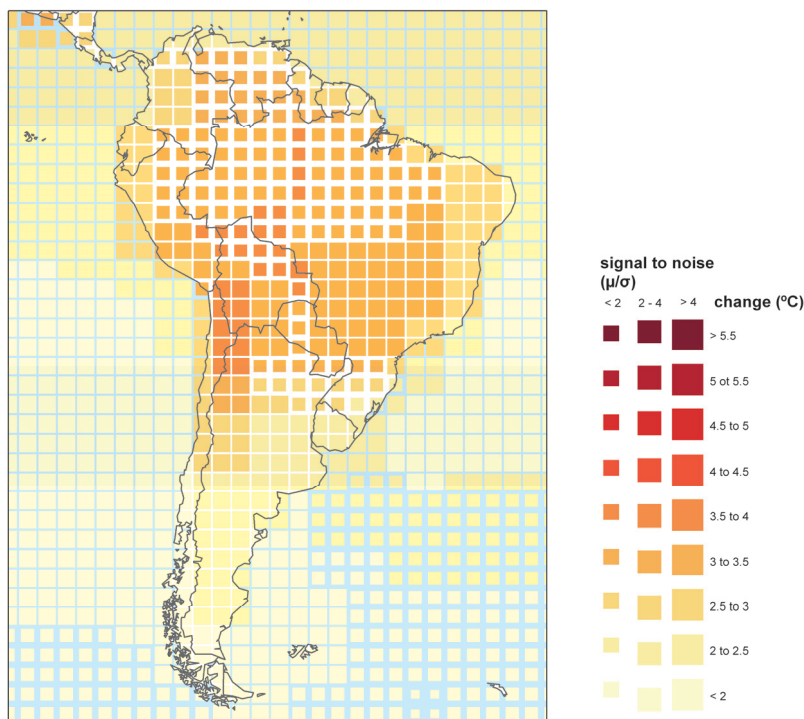 signal to noise
(μ/σ)
< 2 2 - 4 > 4 change (ºC)
> 5.5
5 ot 5.5
4.5 to 5
4 to 4.5
3.5 to 4
3 to 3.5
2.5 to 3
2 to 2.5
< 2